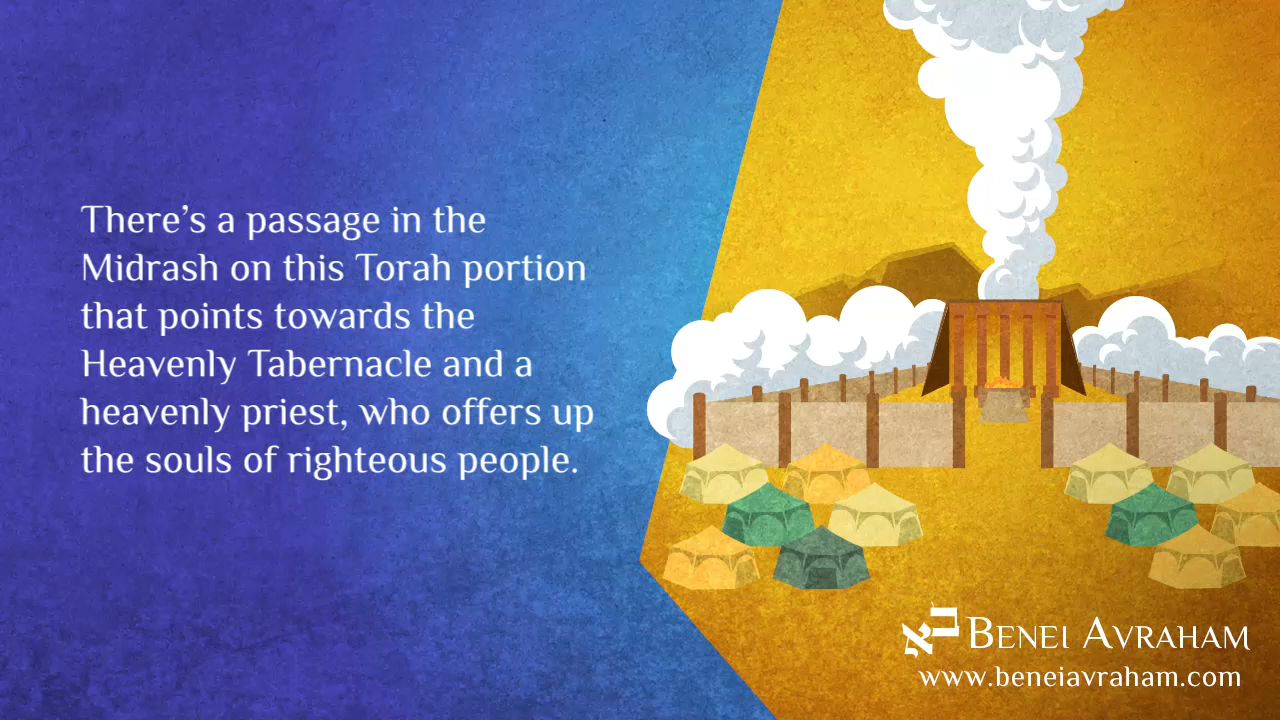 There’s a passage in the
Midrash on this Torah portion
that points towards the
Heavenly Tabernacle and a
heavenly priest, who offers up
the souls of righteous people.
בא
Benei Avraham
www.beneiavraham.com